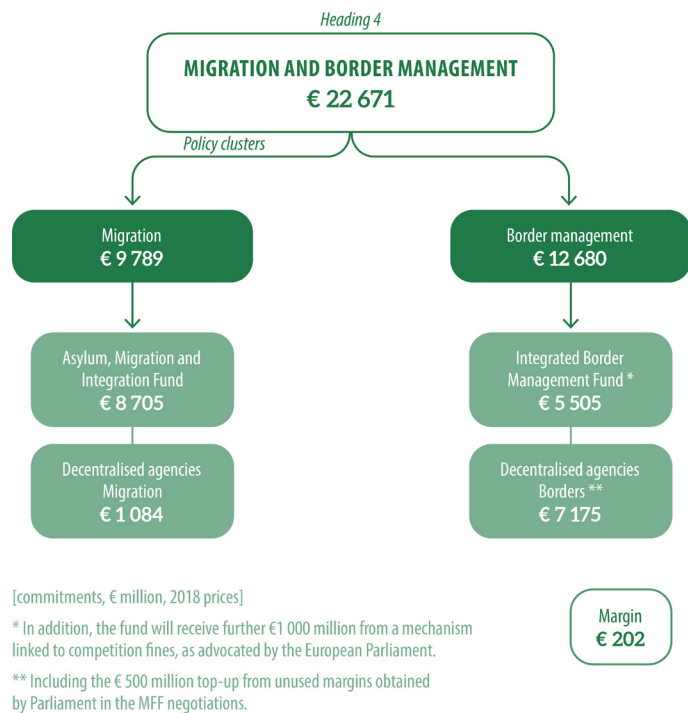 Heading 4
MIGRATION AND BORDER MANAGEMENT
€ 22 671
Policy clusters
Migration
€ 9 789
Border management
€ 12 680
Asylum, Migration and
Integration Fund
€ 8 705
Integrated Border
Management Fund *
€ 5 505
Decentralised agencies
Migration
€ 1 084
Decentralised agencies
Borders **
€ 7 175
[commitments, € million, 2018 prices]
* In addition, the fund will receive further €1 000 million from a mechanism
linked to competition fines, as advocated by the European Parliament.
** Including the € 500 million top-up from unused margins obtained
by Parliament in the MFF negotiations.
Margin
€ 202